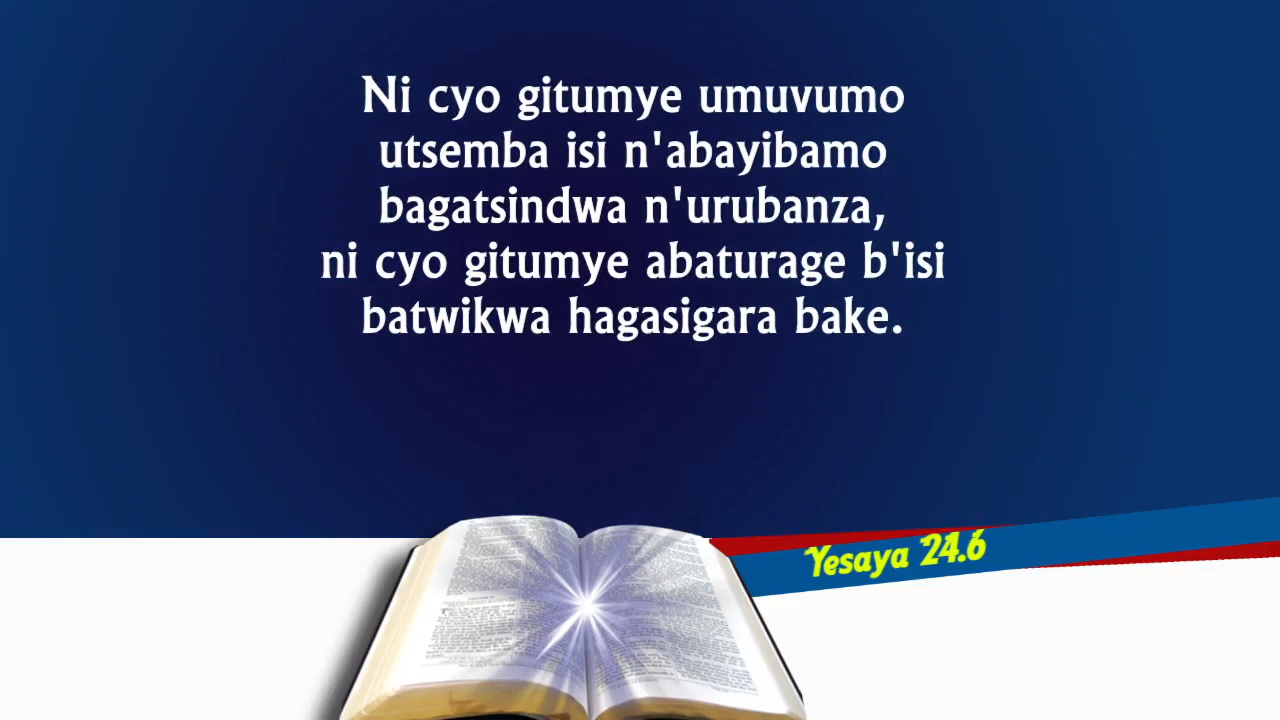 Ni cyo gitumye umuvumo
utsemba isi n'abayibamo
bagatsindwa n'urubanza,
ni cyo gitumye abaturage b'isi
batwikwa hagasigara bake.
Yesaya 24.6